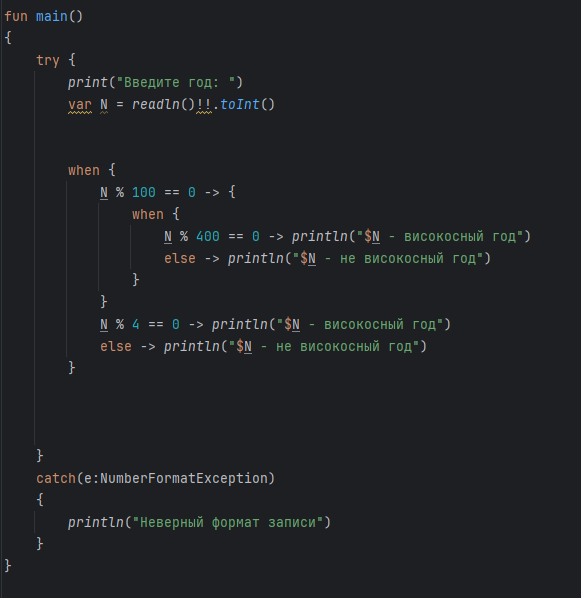 fun main()
{
    try {
        print("Введите год: ")
        var N = readln()!!.toInt()
        when {
            N % 100 == 0 -> {
                when {
                    N % 400 == 0 -> println("$N - високосный год")
                    else -> println("$N - не високосный год")
                }
            }
            N % 4 == 0 -> println("$N - високосный год")
            else -> println("$N - не високосный год")
        }
    }
    catch(e:NumberFormatException)
    {
        println("Неверный формат записи")
    }
}